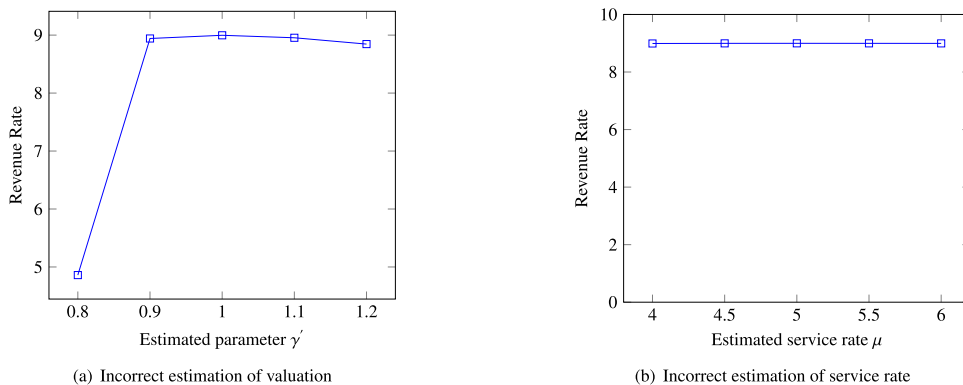 9
8
7
6
5
Revenue Rate
0.8 0.9 1 1.1 1.2
Estimated parameter γ′
(a) Incorrect estimation of valuation
10
8
6
4
2
0
Revenue Rate
4 4.5 5 5.5 6
Estimated service rate μ
(b) Incorrect estimation of service rate